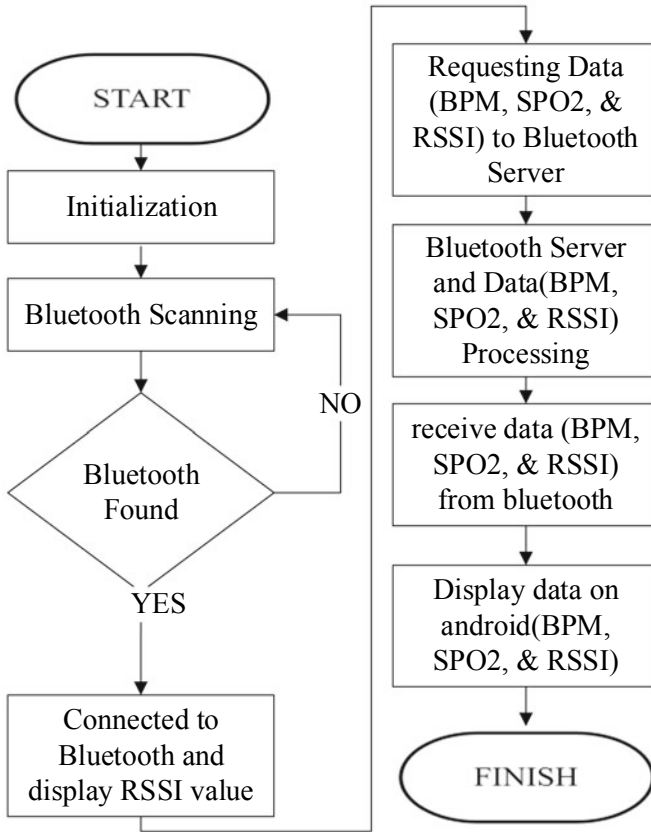 START
Initialization
Bluetooth Scanning
NO
Bluetooth
Found
YES
Connected to
Bluetooth and
display RSSI value
Requesting Data
(BPM, SPO2, &
RSSI) to Bluetooth
Server
Bluetooth Server
and Data(BPM,
SPO2, & RSSI)
Processing
receive data (BPM,
SPO2, & RSSI)
from bluetooth
Display data on
android(BPM,
SPO2, & RSSI)
FINISH